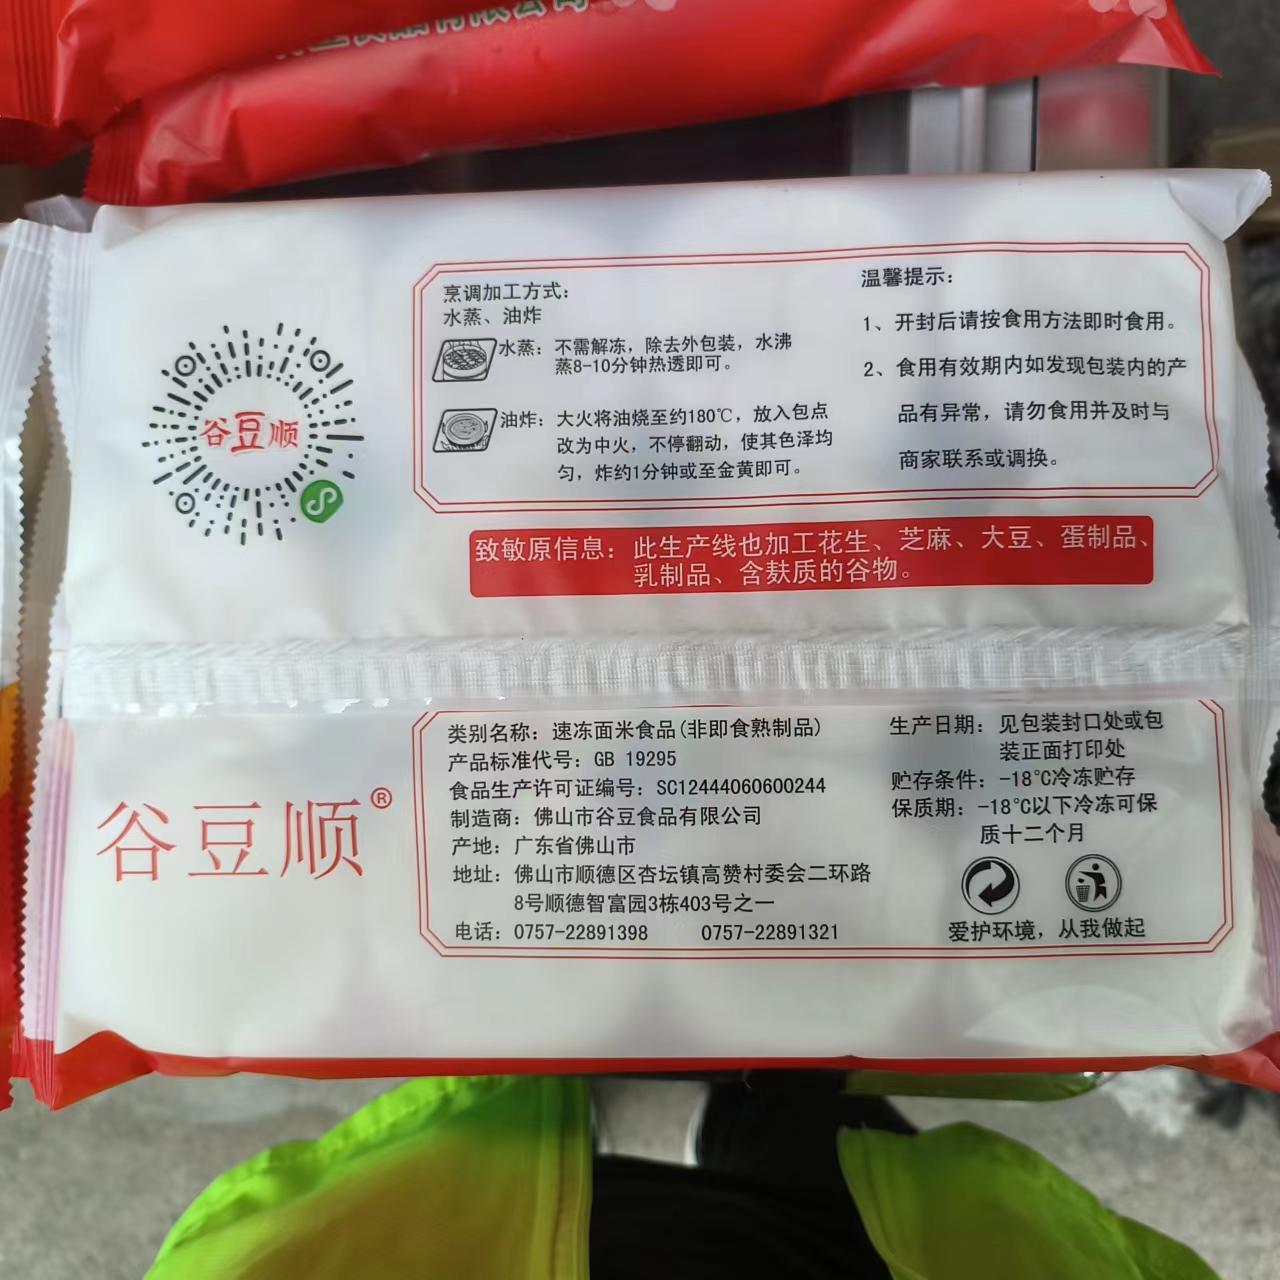 食品有限公司
谷豆顺
烹调加工方式：
水蒸、油炸
水蒸：不需解冻，除去外包装，水沸
蒸8-10分钟热透即可。
油炸：大火将油烧至约180℃，放入包点
改为中火，不停翻动，使其色泽均
匀，炸约1分钟或至金黄即可。
温馨提示：
1、开封后请按食用方法即时食用。
2、食用有效期内如发现包装内的产
品有异常，请勿食用并及时与
商家联系或调换。
致敏原信息：此生产线也加工花生、芝麻、大豆、蛋制品、
乳制品、含麸质的谷物。
谷豆顺®
类别名称：速冻面米食品(非即食熟制品)
产品标准代号：GB 19295
食品生产许可证编号：SC12444060600244
制造商：佛山市谷豆食品有限公司
产地：广东省佛山市
地址：佛山市顺德区杏坛镇高赞村委会二环路
8号顺德智富园3栋403号之一
电话：0757-22891398 0757-22891321
生产日期：见包装封口处或包
装正面打印处
贮存条件：-18℃冷冻贮存
保质期：-18℃以下冷冻可保
质十二个月
爱护环境，从我做起